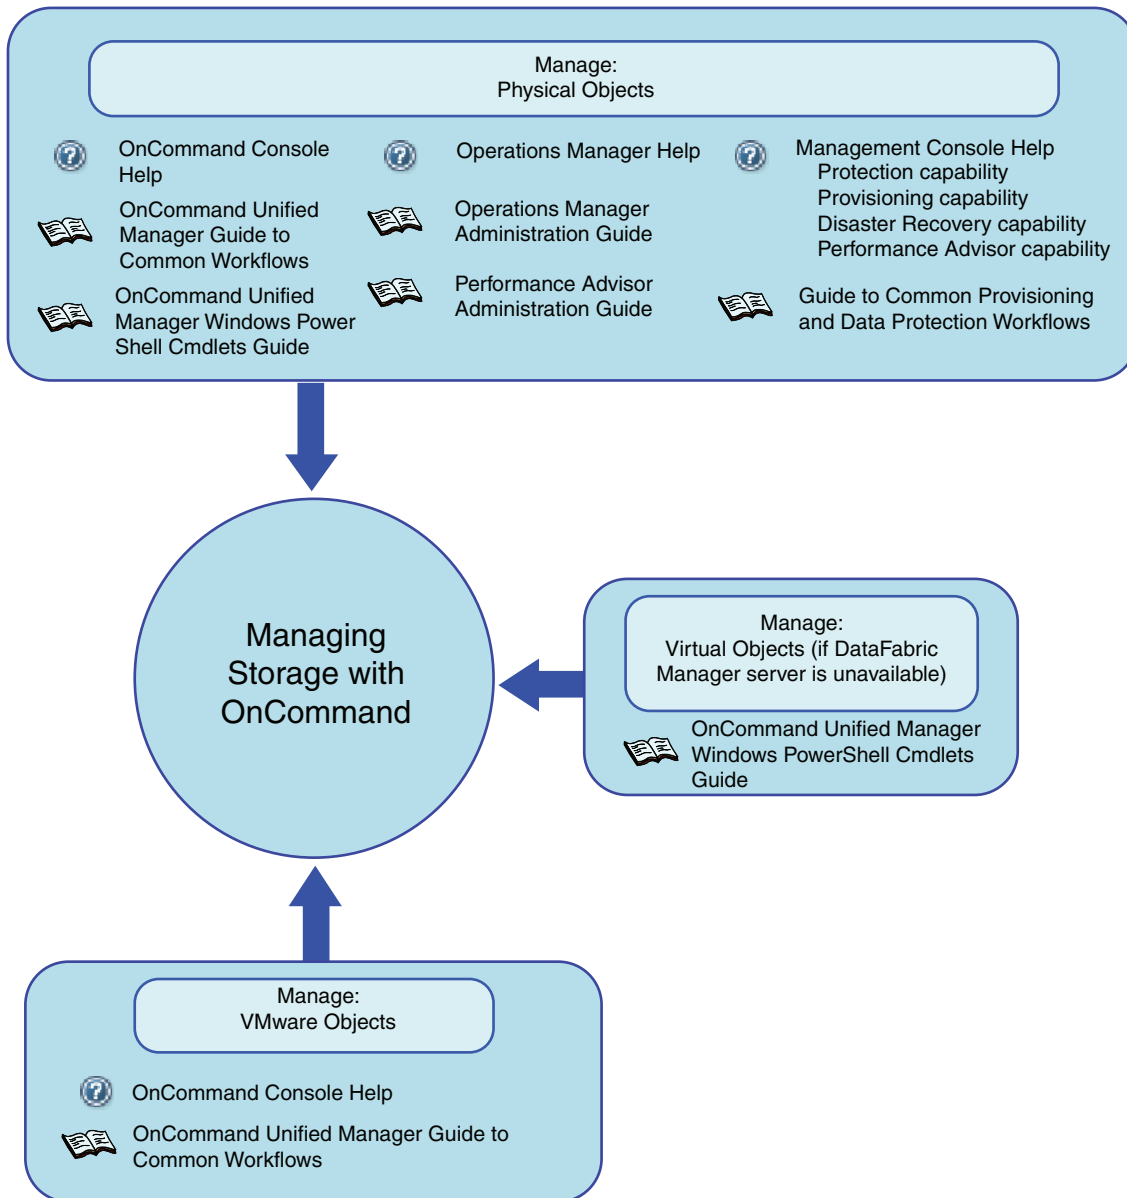 Manage:
Physical Objects
OnCommand Console
Help
OnCommand Unified
Manager Guide to
Common Workflows
OnCommand Unified
Manager Windows Power
Shell Cmdlets Guide
Operations Manager Help
Operations Manager
Administration Guide
Performance Advisor
Administration Guide
Management Console Help
Protection capability
Provisioning capability
Disaster Recovery capability
Performance Advisor capability
Guide to Common Provisioning
and Data Protection Workflows
Managing
Storage with
OnCommand
Manage:
Virtual Objects (if DataFabric
Manager server is unavailable)
OnCommand Unified Manager
Windows PowerShell Cmdlets
Guide
Manage:
VMware Objects
OnCommand Console Help
OnCommand Unified Manager Guide to
Common Workflows